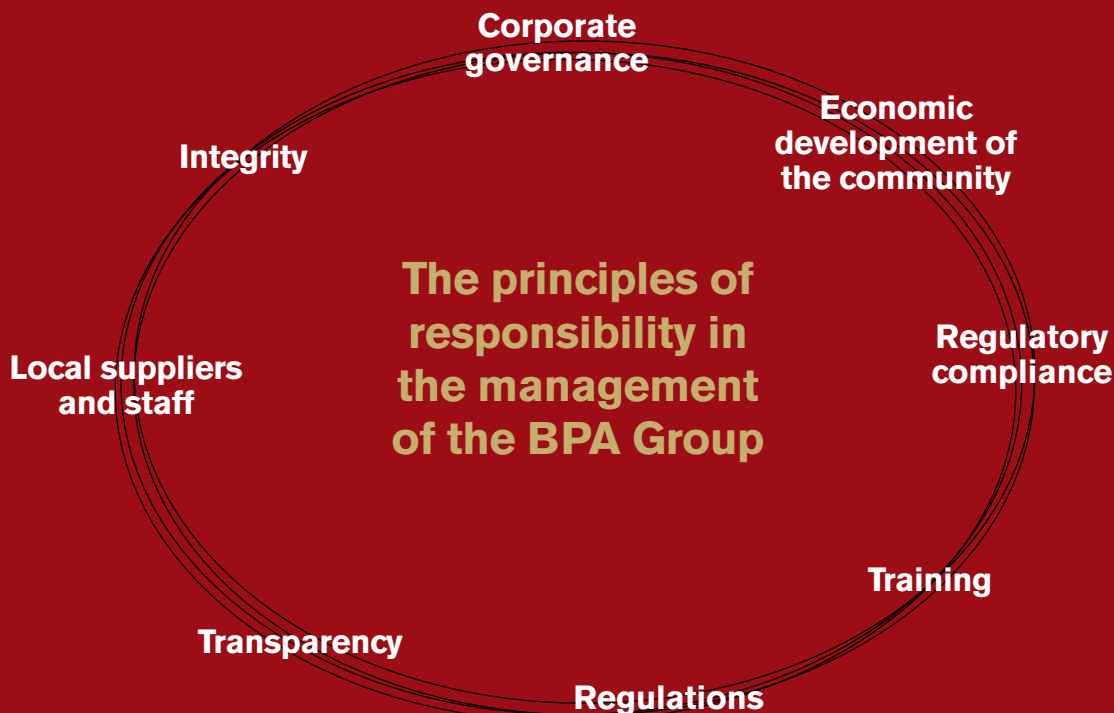 Corporate
governance
Economic
development of
the community
Integrity
The principles of
responsibility in
the management
of the BPA Group
Regulatory
compliance
Local suppliers
and staff
Training
Transparency
Regulations